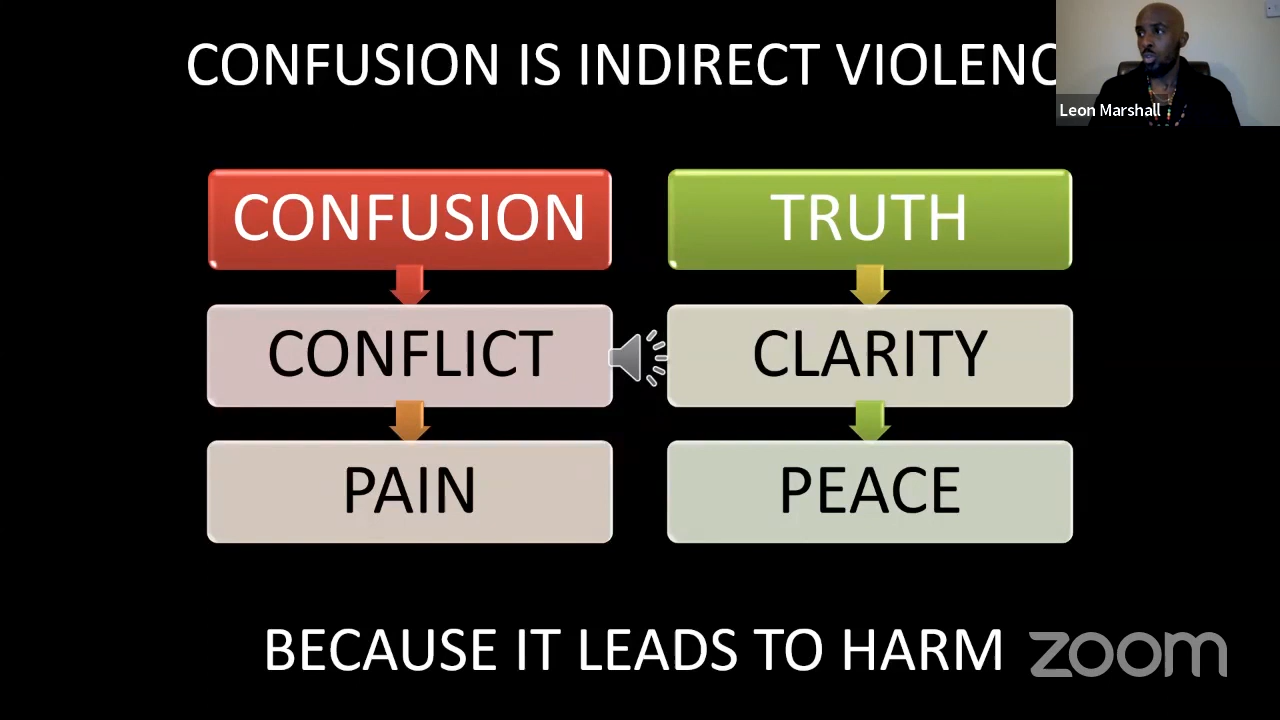 CONFUSION IS INDIRECT VIOLENC
Leon Marshall
CONFUSION
TRUTH
CONFLICT
CLARITY
PAIN
PEACE
BECAUSE IT LEADS TO HARM
zoom